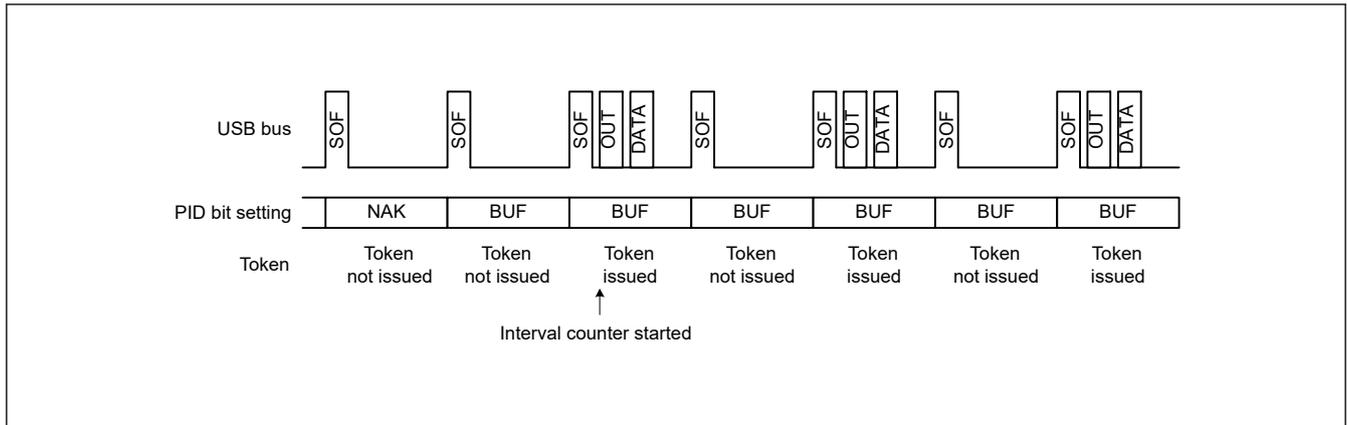 USB bus
SOF
SOF
SOF
OUT
DATA
SOF
SOF
OUT
DATA
SOF
SOF
OUT
DATA
PID bit setting
NAK
BUF
BUF
BUF
BUF
BUF
BUF
Token
Token
not issued
Token
not issued
Token
issued
Token
not issued
Token
issued
Token
not issued
Token
issued
Interval counter started